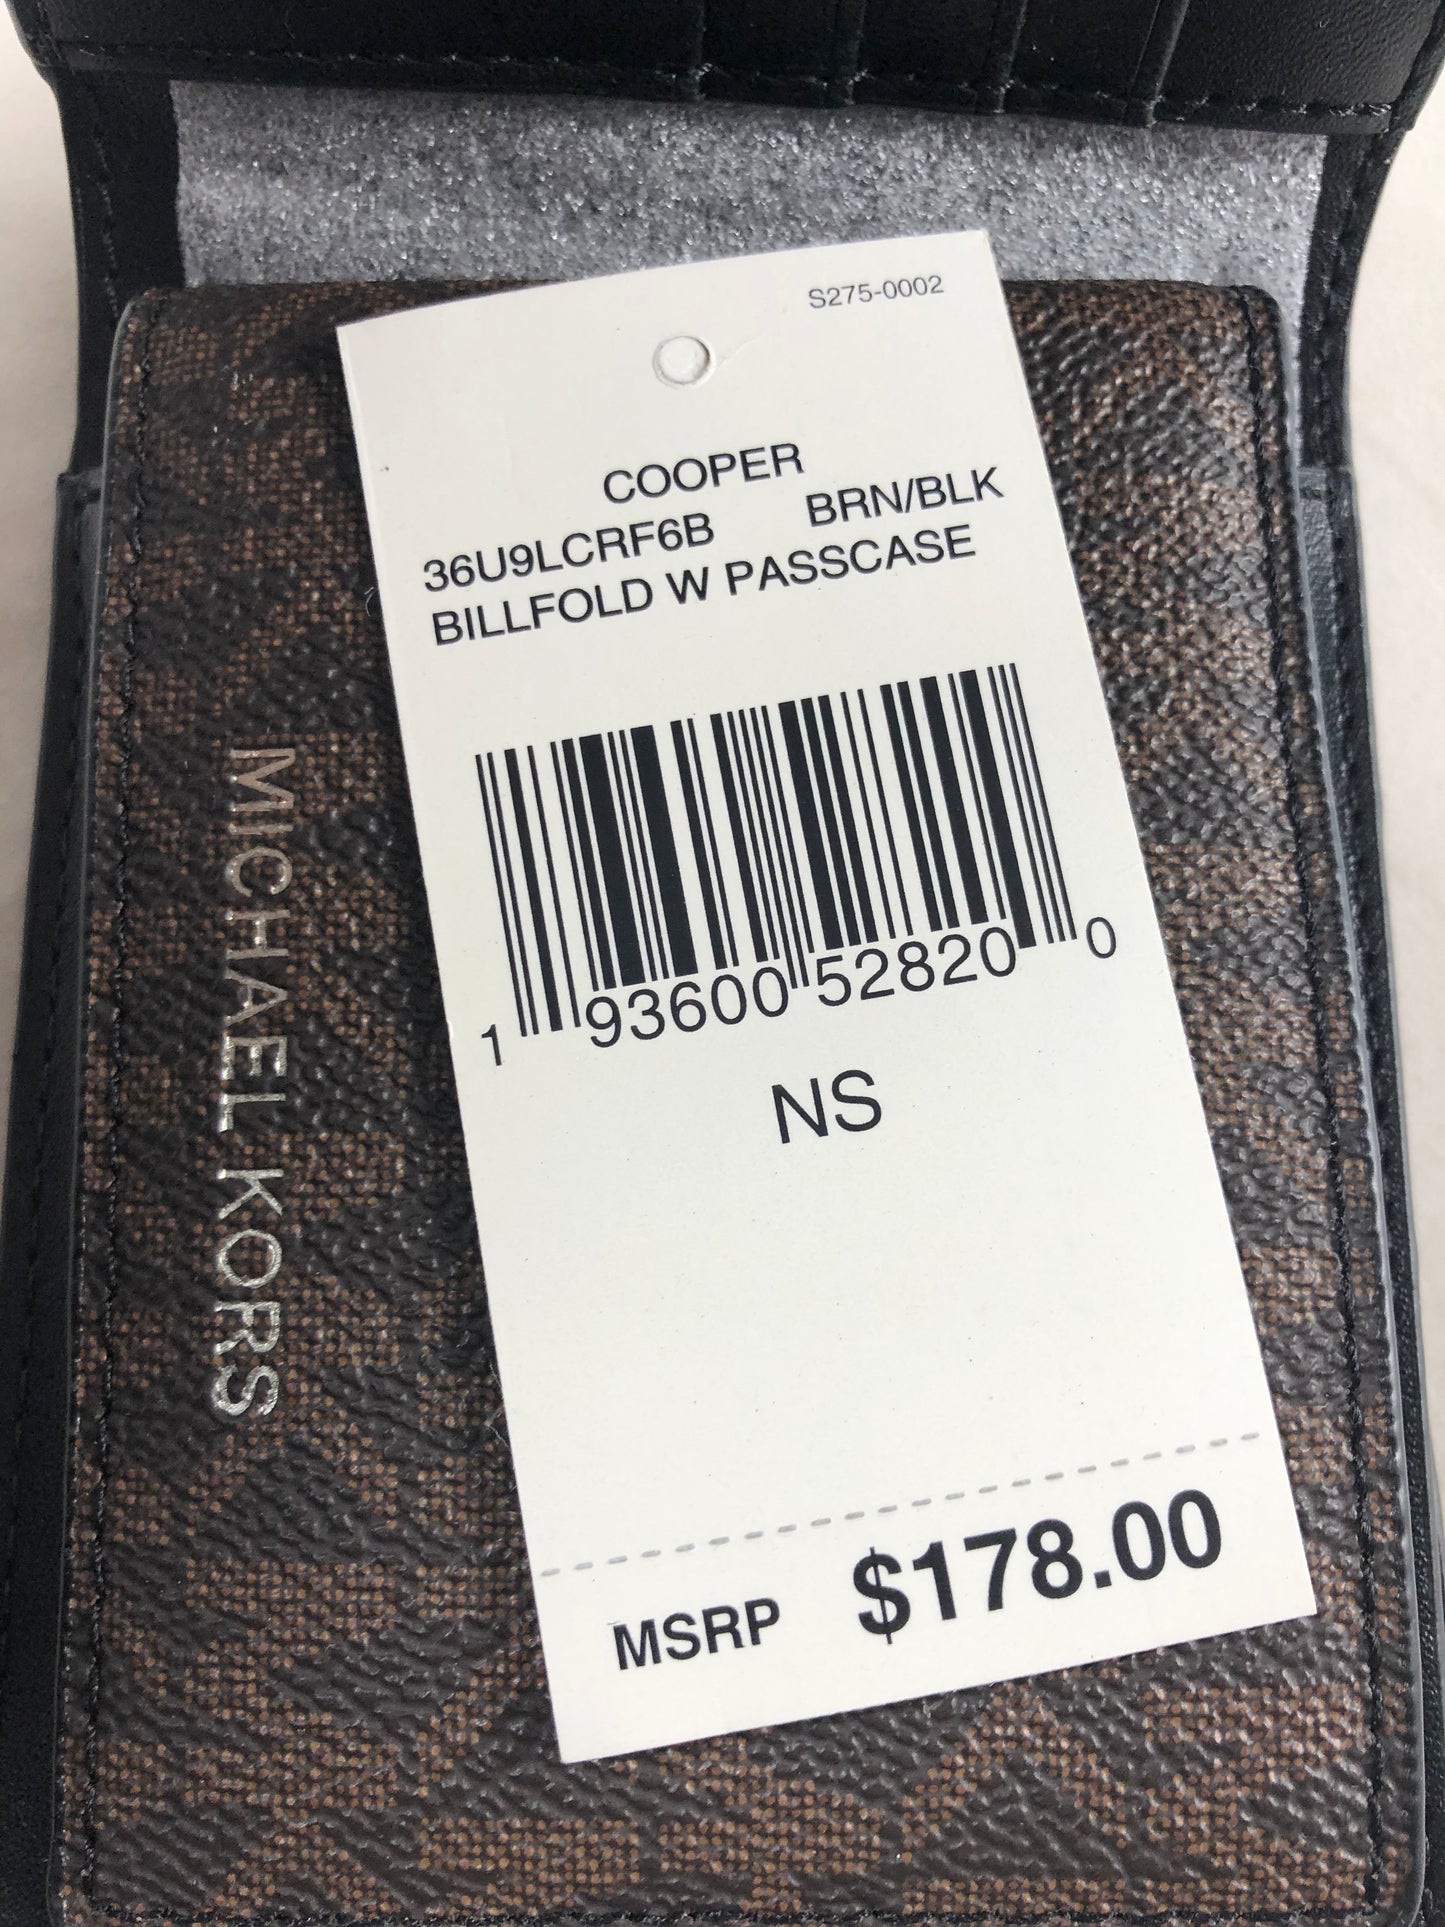 S275-0002
COOPER
36U9LCRF6B BRN/BLK
BILLFOLD W PASSCASE
1 93600 52820 0
NS
MSRP $178.00
MICHAEL KORS